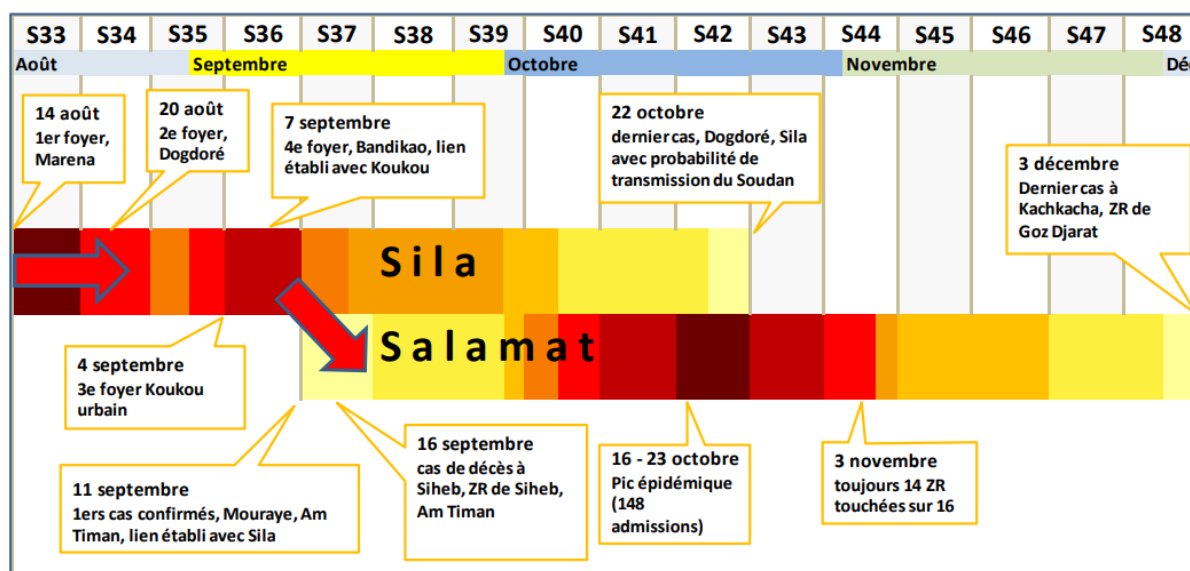 S33 S34 S35 S36 S37 S38 S39 S40 S41 S42 S43 S44 S45 S46 S47 S48
Août Septembre Octobre Novembre Déc
14 août
1er foyer,
Marena
20 août
2e foyer,
Dogdoré
7 septembre
4e foyer, Bandikao, lien
établi avec Koukou
22 octobre
dernier cas, Dogdoré, Sila
avec probabilité de
transmission du Soudan
3 décembre
Dernier cas à
Kachkacha, ZR de
Goz Djarat
Sila
Salamat
4 septembre
3e foyer Koukou
urbain
11 septembre
1ers cas confirmés, Mouraye, Am
Timan, lien établi avec Sila
16 septembre
cas de décès à
Siheb, ZR de Siheb,
Am Timan
16 - 23 octobre
Pic épidémique
(148
admissions)
3 novembre
toujours 14 ZR
touchées sur 16